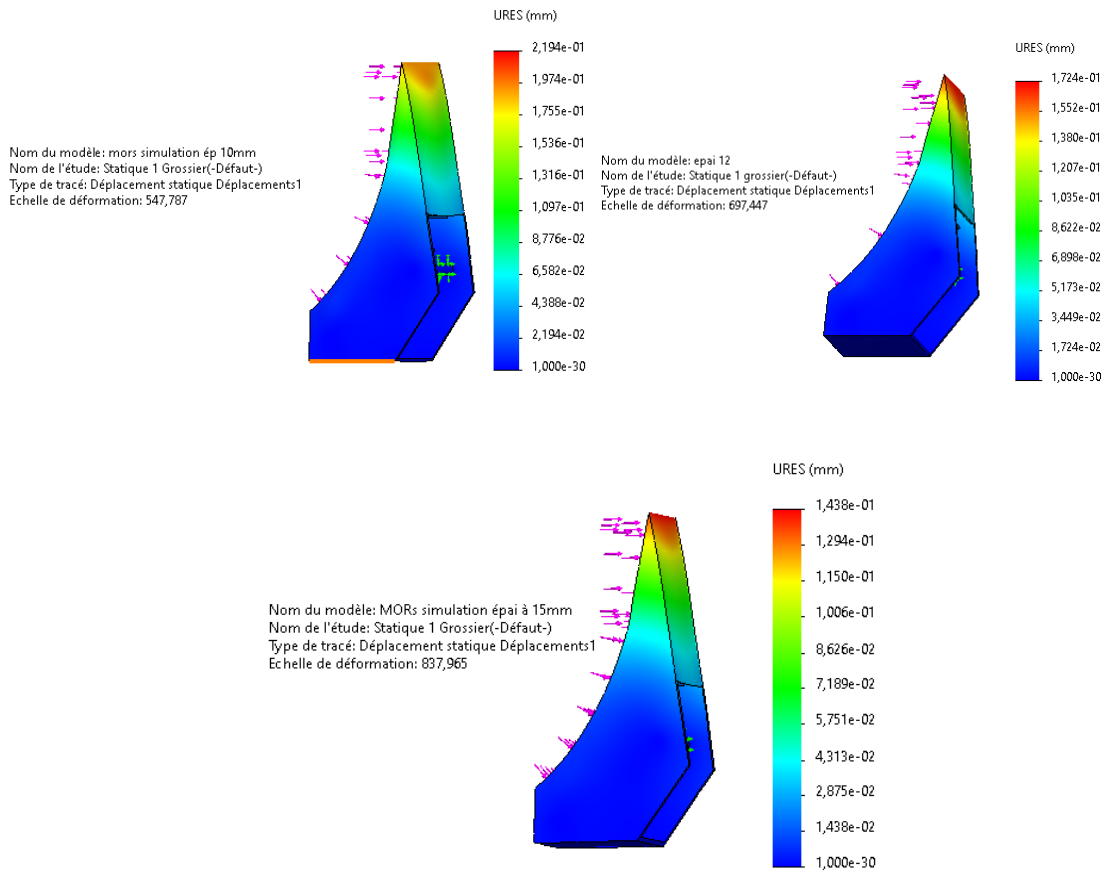 URES (mm)
2,194e-01
1,974e-01
1,755e-01
1,536e-01
1,316e-01
1,097e-01
8,776e-02
6,582e-02
4,388e-02
2,194e-02
1,000e-30
Nom du modèle: mors simulation ép 10mm
Nom de l'étude: Statique 1 Grossier(-Défaut-)
Type de tracé: Déplacement statique Déplacements1
Echelle de déformation: 547,787
URES (mm)
1,724e-01
1,552e-01
1,380e-01
1,207e-01
1,035e-01
8,622e-02
6,898e-02
5,173e-02
3,449e-02
1,724e-02
1,000e-30
Nom du modèle: epai 12
Nom de l'étude: Statique 1 grossier(-Défaut-)
Type de tracé: Déplacement statique Déplacements1
Echelle de déformation: 697,447
URES (mm)
1,438e-01
1,294e-01
1,150e-01
1,006e-01
8,626e-02
7,189e-02
5,751e-02
4,313e-02
2,875e-02
1,438e-02
1,000e-30
Nom du modèle: MORs simulation épai à 15mm
Nom de l'étude: Statique 1 Grossier(-Défaut-)
Type de tracé: Déplacement statique Déplacements1
Echelle de déformation: 837,965